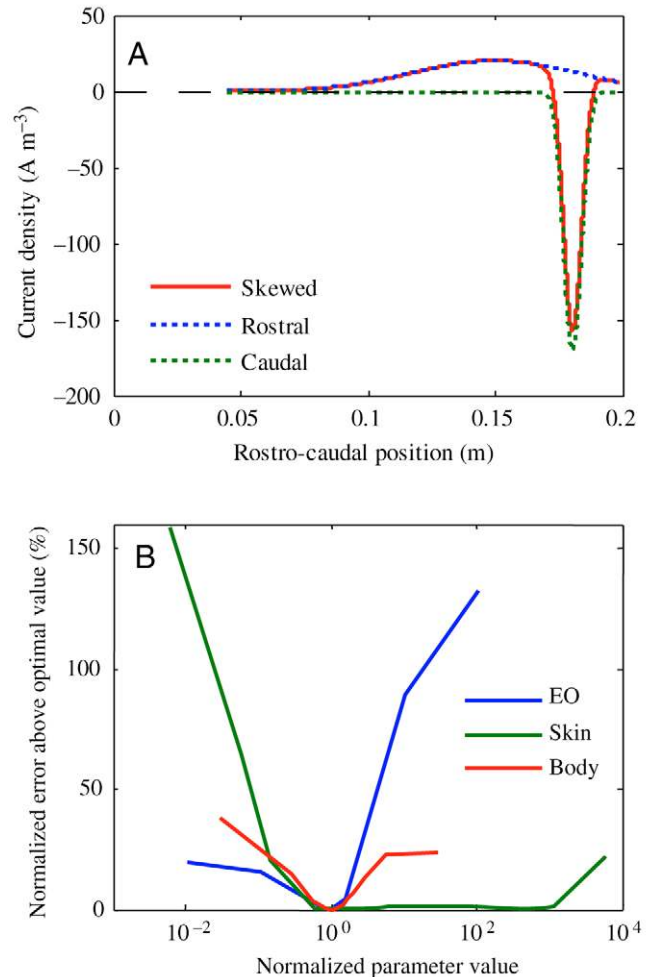 A
50
0
−50
−100
−150
−200
Current density (A m−3)
Skewed
Rostral
Caudal
0 0.05 0.1 0.15 0.2
Rostro-caudal position (m)
B
150
100
50
0
Normalized error above optimal value (%)
EO
Skin
Body
10−2 100 102 104
Normalized parameter value